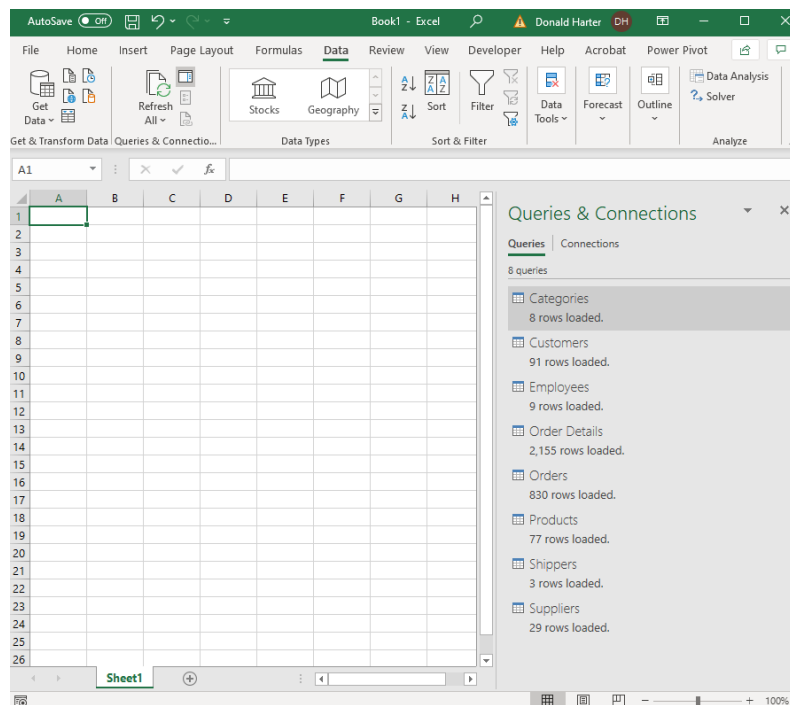 AutoSave Off Book1 - Excel Donald Harter DH
File Home Insert Page Layout Formulas Data Review View Developer Help Acrobat Power Pivot
Get Data
Refresh All
Stocks
Geography
Sort
Filter
Data Tools
Forecast
Outline
Data Analysis
Solver
Get & Transform Data Queries & Connectio... Data Types Sort & Filter Analyze
A1 fx
A B C D E F G H
1
2
3
4
5
6
7
8
9
10
11
12
13
14
15
16
17
18
19
20
21
22
23
24
25
26
Sheet1
Queries & Connections
Queries Connections
8 queries
Categories
8 rows loaded.
Customers
91 rows loaded.
Employees
9 rows loaded.
Order Details
2,155 rows loaded.
Orders
830 rows loaded.
Products
77 rows loaded.
Shippers
3 rows loaded.
Suppliers
29 rows loaded.
100%